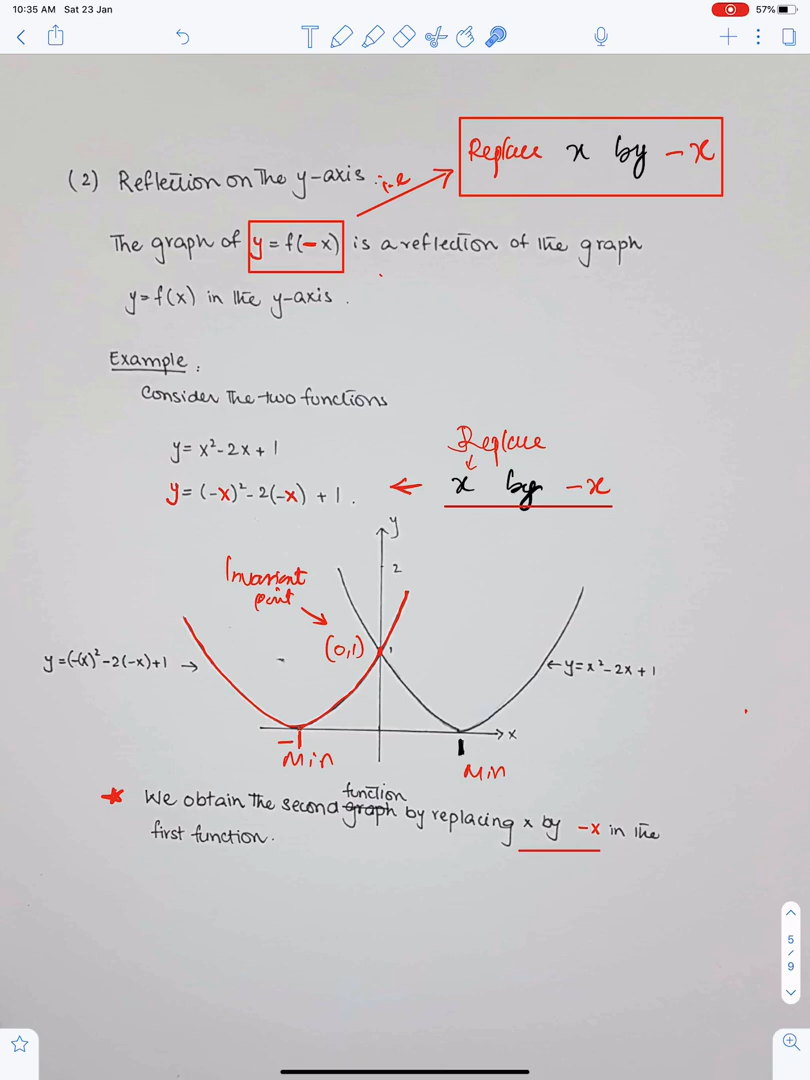 10:35 AM Sat 23 Jan
57%
T
Replace x by -x
(2) Reflection on the y-axis . i.e
The graph of y = f(-x) is a reflection of the graph
y=f(x) in the y-axis .
Example :
Consider the two functions
y= x²-2x + 1
Replace
y= (-x)²-2(-x) + 1 . ← x by -x
y
2
Invarient
point
(0,1)
1
y=(-x)²-2(-x)+1 →
←y=x²-2x+1
x
-1
1
Min
Min
* We obtain the second graph function by replacing x by -x in the
first function.
5
/
9